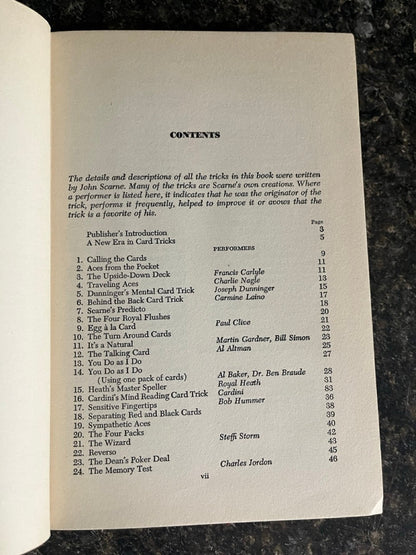 CONTENTS
The details and descriptions of all the tricks in this book were written
by John Scarne. Many of the tricks are Scarne's own creations. Where
a performer is listed here, it indicates that he was the originator of the
trick, performs it frequently, helped to improve it or avows that the
trick is a favorite of his.
Page
Publisher's Introduction 3
A New Era in Card Tricks 5
PERFORMERS
1. Calling the Cards 9
2. Aces from the Pocket 11
3. The Upside-Down Deck Francis Carlyle 11
4. Traveling Aces Charlie Nagle 13
5. Dunninger's Mental Card Trick Joseph Dunninger 15
6. Behind the Back Card Trick Carmine Laino 17
7. Scarne's Predicto 18
8. The Four Royal Flushes 20
9. Egg à la Card Paul Clive 21
10. The Turn Around Cards 22
11. It's a Natural Martin Gardner, Bill Simon 23
12. The Talking Card Al Altman 25
13. You Do as I Do 27
14. You Do as I Do
(Using one pack of cards) Al Baker, Dr. Ben Braude 28
15. Heath's Master Speller Royal Heath 31
16. Cardini's Mind Reading Card Trick Cardini 83
17. Sensitive Fingertips Bob Hummer 36
18. Separating Red and Black Cards 38
19. Sympathetic Aces 39
20. The Four Packs Steffi Storm 40
21. The Wizard 42
22. Reverso 43
23. The Dean's Poker Deal 45
24. The Memory Test Charles Jordon 46
vii